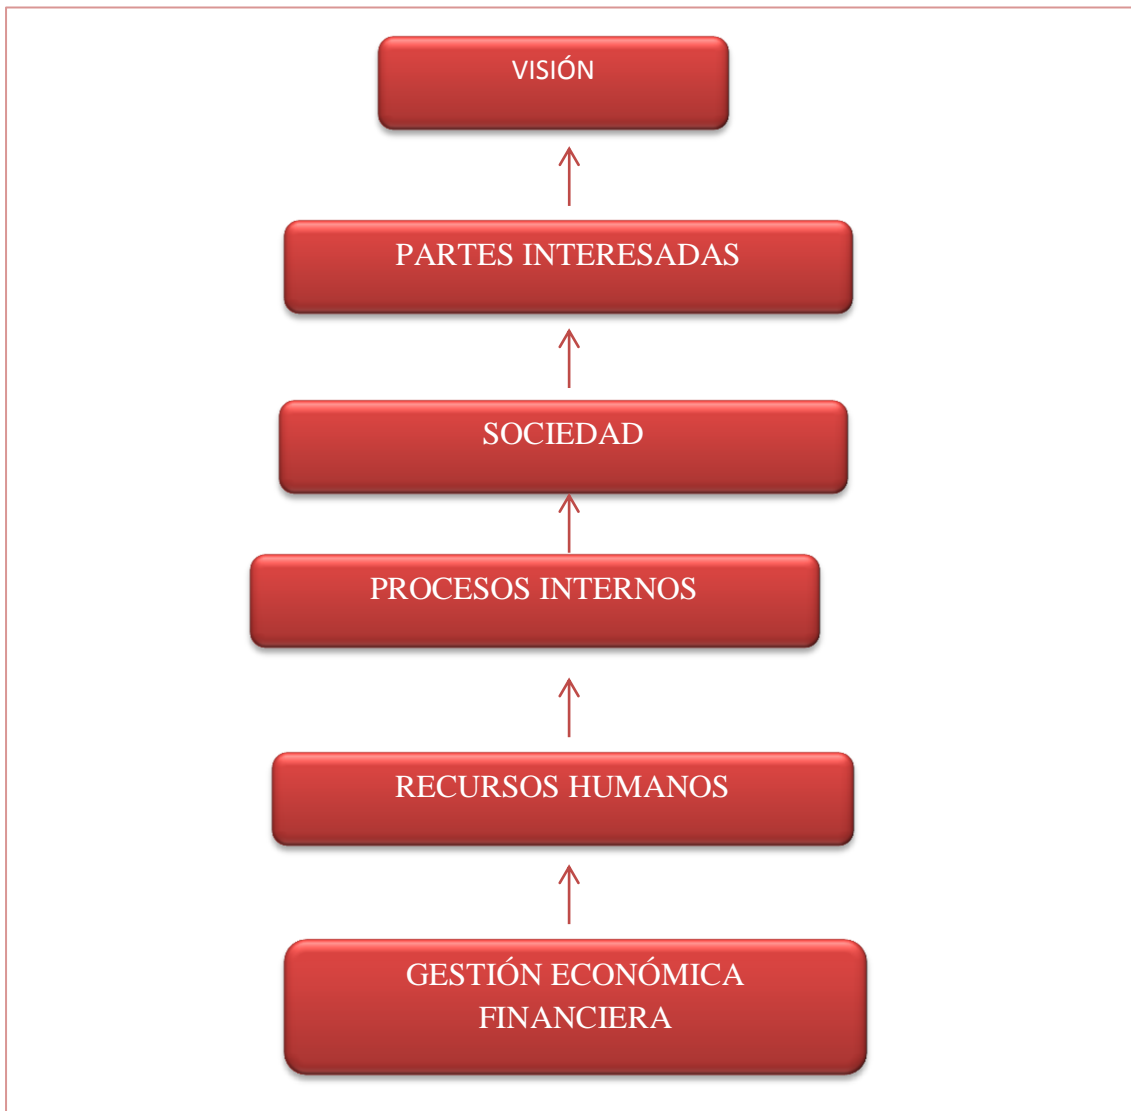 VISIÓN
PARTES INTERESADAS
SOCIEDAD
PROCESOS INTERNOS
RECURSOS HUMANOS
GESTIÓN ECONÓMICA
FINANCIERA